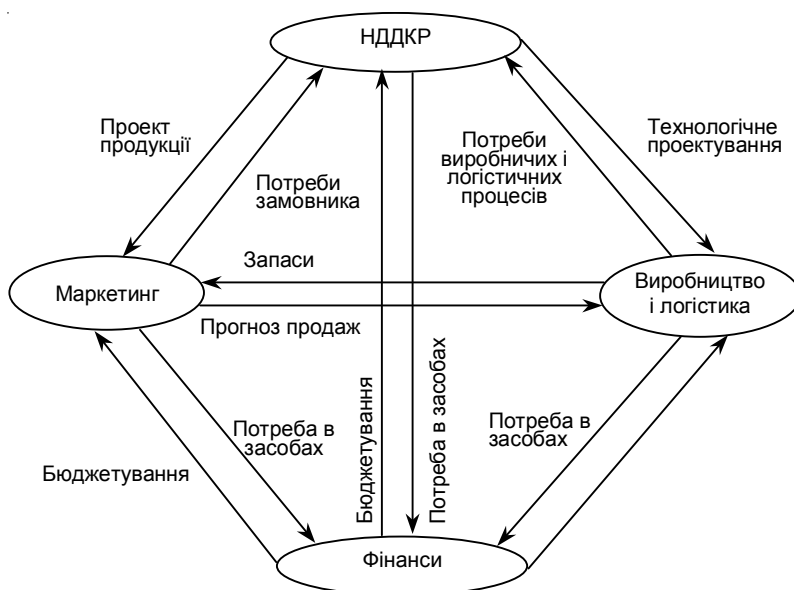 НДДКР
Проект
продукції
Потреби
замовника
Потреби
виробничих і
логістичних
процесів
Технологічне
проектування
Маркетинг
Запаси
Прогноз продаж
Виробництво
і логістика
Бюджетування
Потреба в
засобах
Бюджетування
Потреба в засобах
Потреба в
засобах
Фінанси